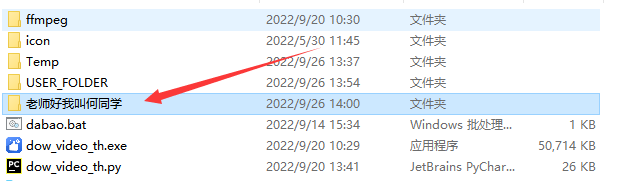 ffmpeg 2022/9/20 10:30 文件夹
icon 2022/5/30 11:45 文件夹
Temp 2022/9/26 13:37 文件夹
USER_FOLDER 2022/9/26 13:54 文件夹
老师好我叫何同学 2022/9/26 14:00 文件夹
dabao.bat 2022/9/14 15:34 Windows 批处理... 1 KB
dow_video_th.exe 2022/9/20 10:29 应用程序 50,714 KB
dow_video_th.py 2022/9/20 13:41 JetBrains PyChar... 26 KB